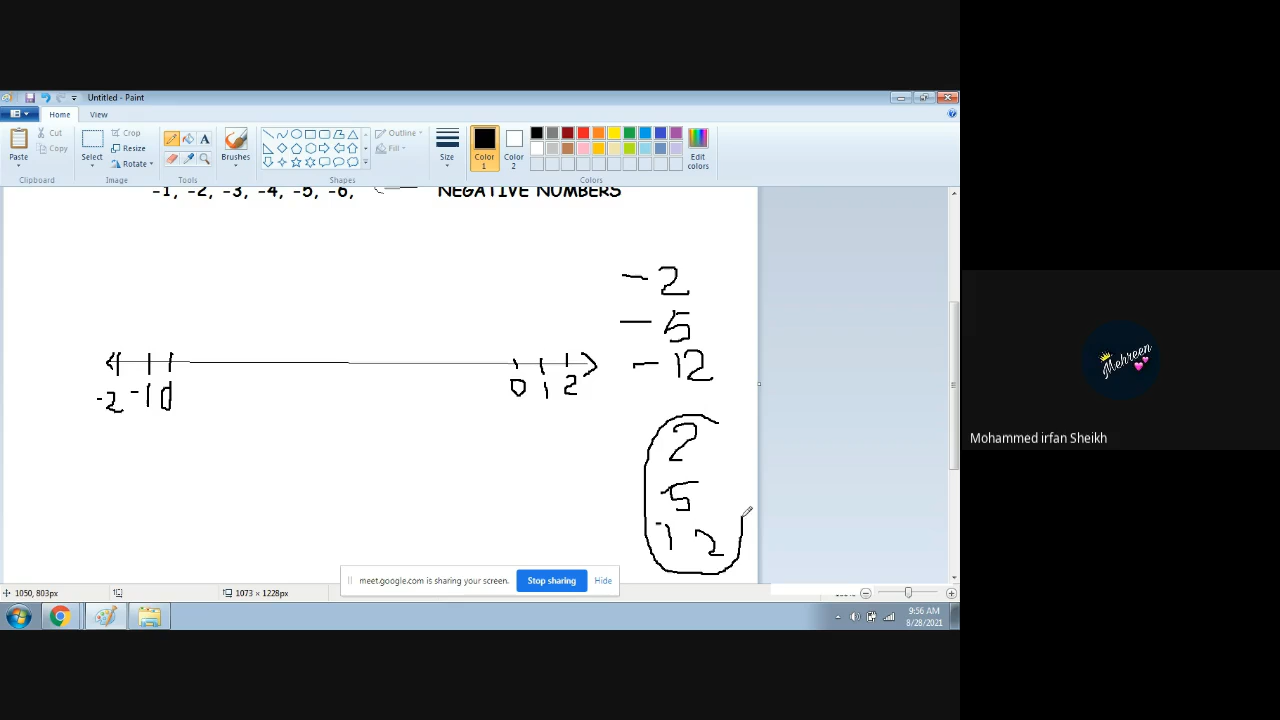 Untitled - Paint
Home
View
Paste
Cut
Copy
Clipboard
Select
Crop
Resize
Rotate
Image
Tools
Brushes
Shapes
Outline
Fill
Size
Color 1
Color 2
Edit colors
Colors
-1, -2, -3, -4, -5, -6,
NEGATIVE NUMBERS
-2
-5
-12
-2 -1 0
0 1 2
2
5
12
Mehreen
Mohammed irfan Sheikh
meet.google.com is sharing your screen.
Stop sharing
Hide
1050, 803px
1073 × 1228px
9:56 AM
8/28/2021